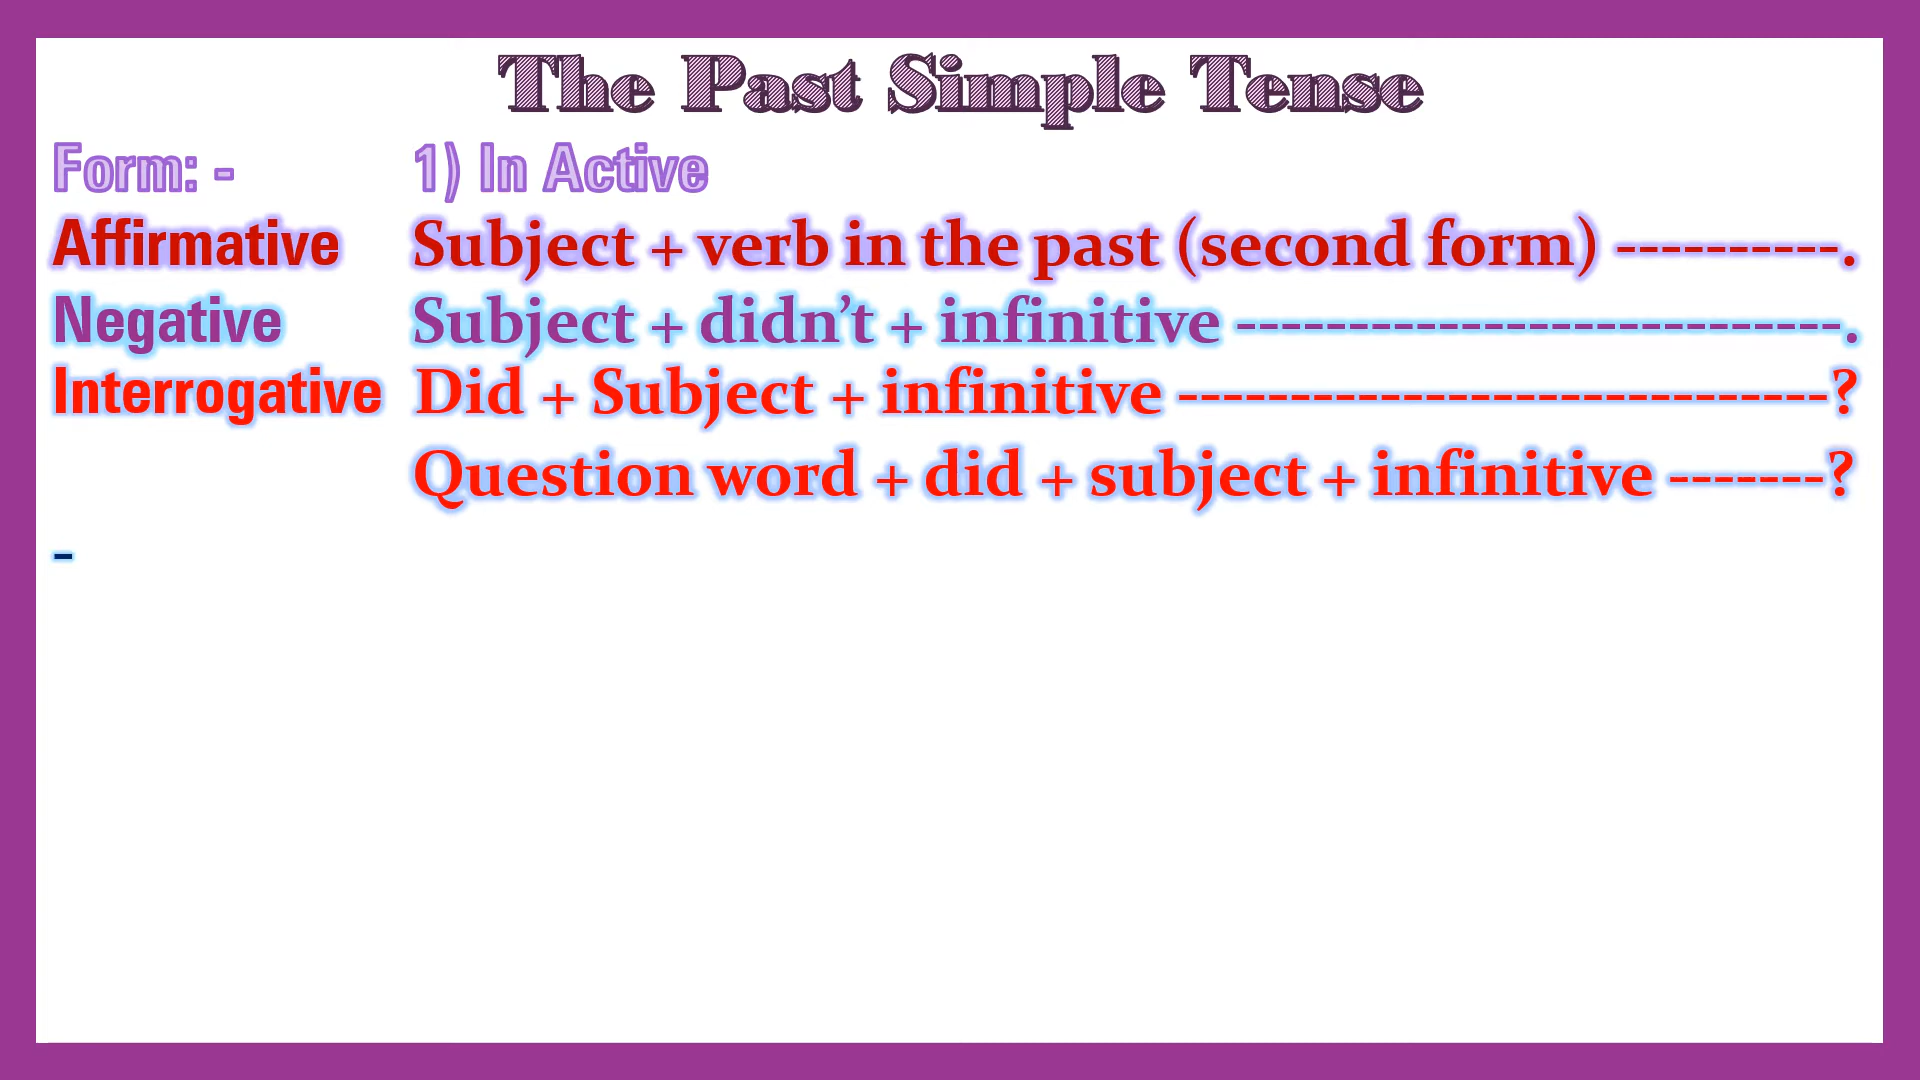 The Past Simple Tense
Form: - 1) In Active
Affirmative Subject + verb in the past (second form) ----------.
Negative Subject + didn’t + infinitive ---------------------------.
Interrogative Did + Subject + infinitive -----------------------------?
Question word + did + subject + infinitive -------?
-